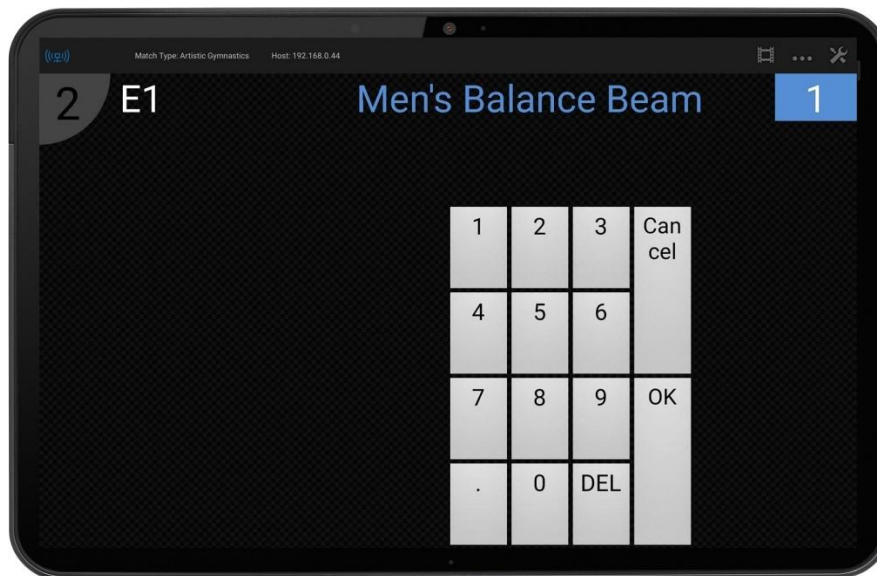 Match Type: Artistic Gymnastics Host: 192.168.0.44
2 E1 Men's Balance Beam 1
1 2 3 Can
cel
4 5 6
7 8 9 OK
. 0 DEL